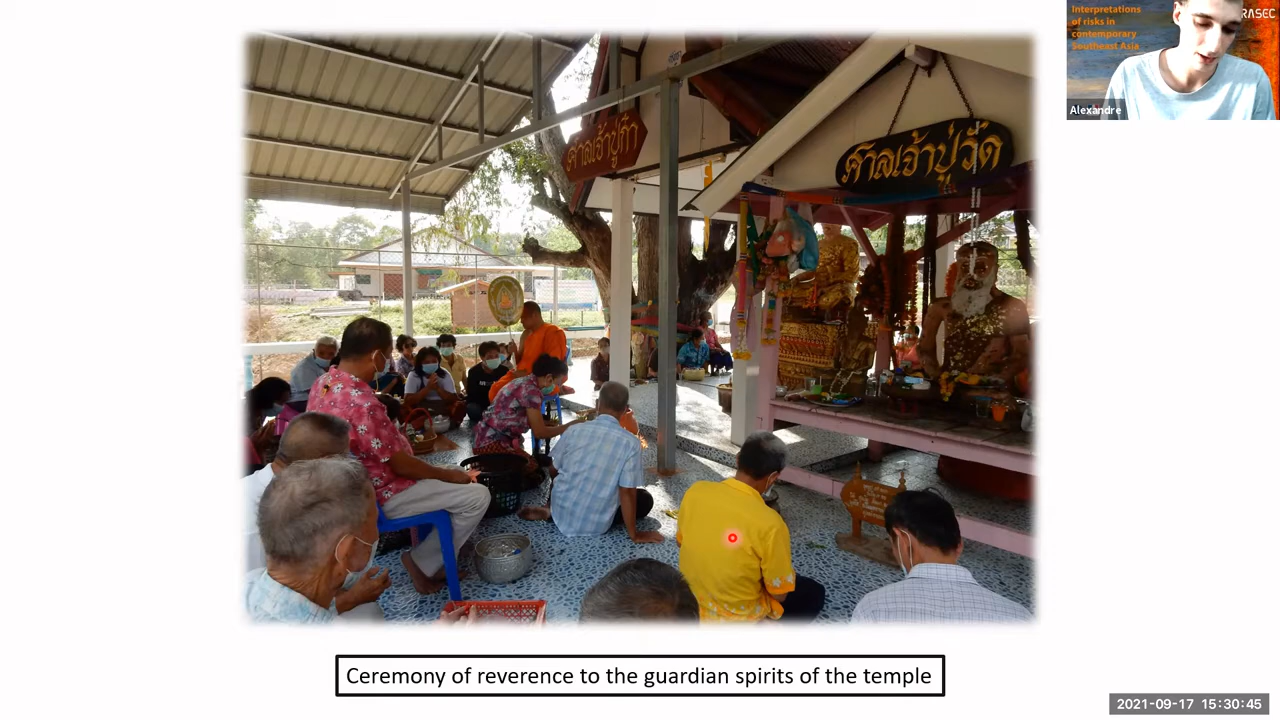 Interpretations
of risks in
contemporary
Southeast Asia
RASEC
Alexandre
ศาลเจ้าปู่ก๋า
ศาลเจ้าปู่วัด
Ceremony of reverence to the guardian spirits of the temple
2021-09-17 15:30:45